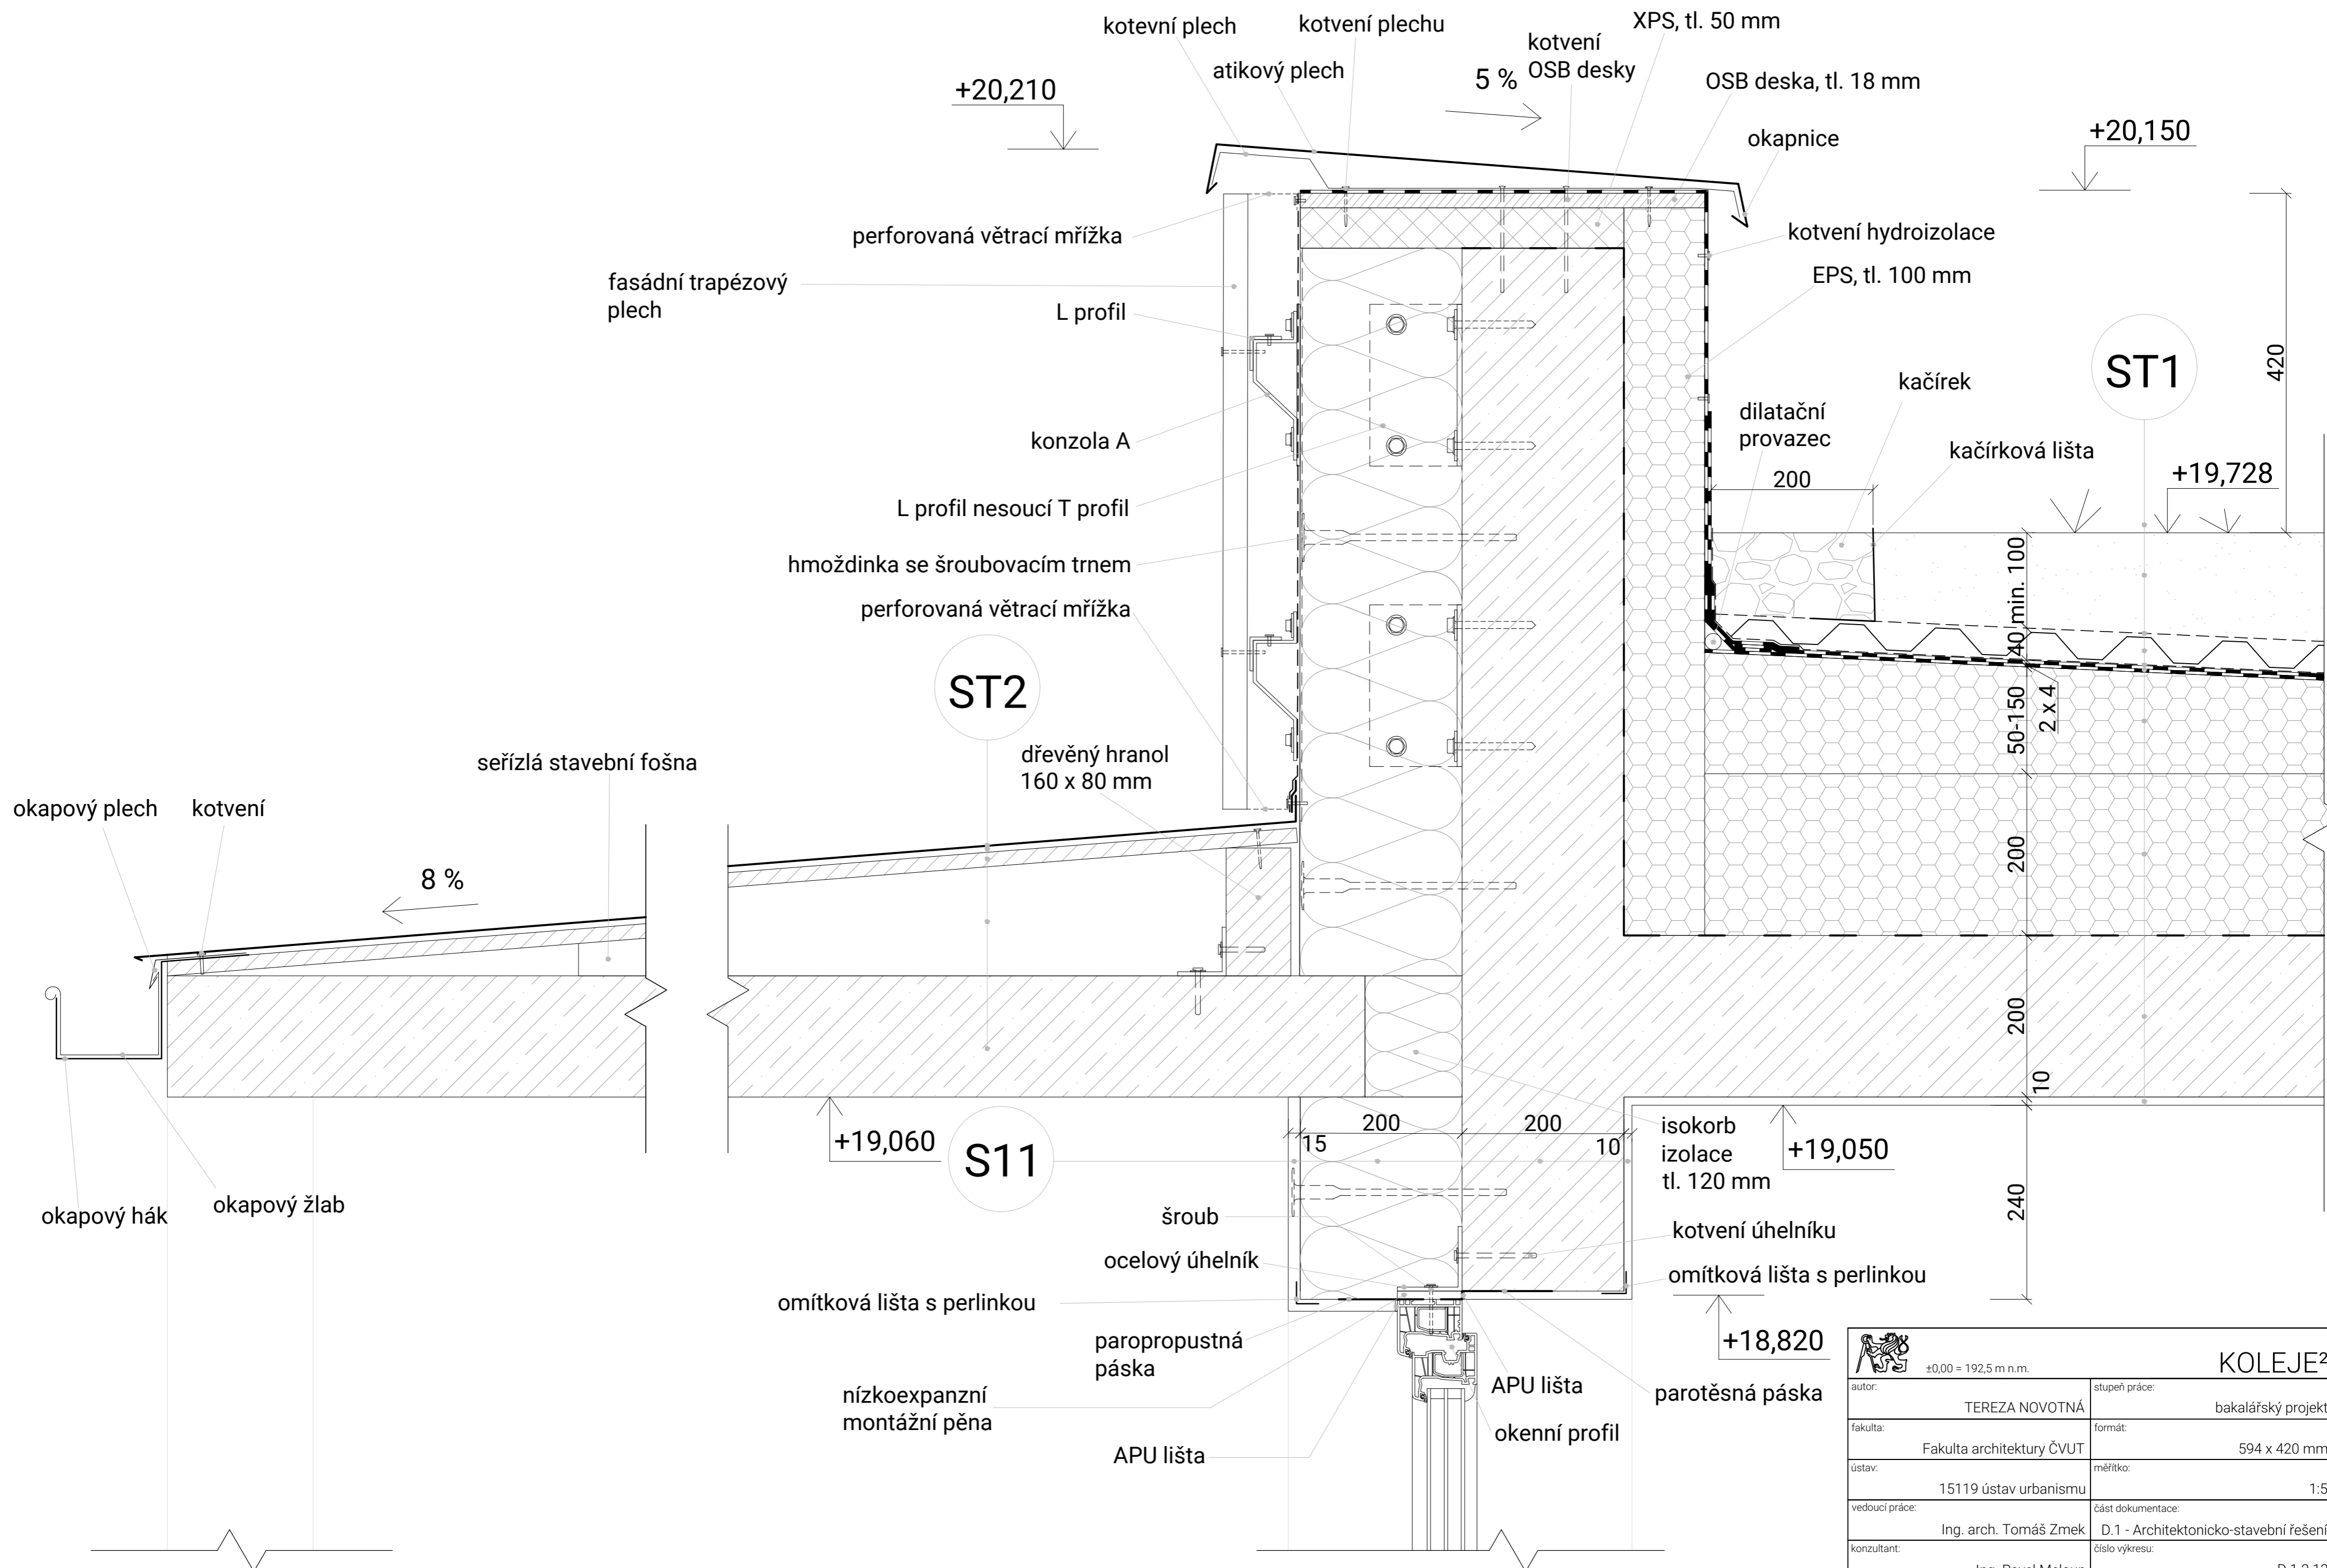 kotevní plech
kotvení plechu
XPS, tl. 50 mm
atikový plech
5 %
kotvení
OSB desky
OSB deska, tl. 18 mm
+20,210
okapnice
+20,150
perforovaná větrací mřížka
kotvení hydroizolace
fasádní trapézový
plech
EPS, tl. 100 mm
L profil
ST1
420
kačírek
dilatační
provazec
konzola A
kačírková lišta
200
+19,728
L profil nesoucí T profil
hmoždinka se šroubovacím trnem
perforovaná větrací mřížka
min. 100
40
ST2
50-150
2 x 4
seřízlá stavební fošna
dřevěný hranol
160 x 80 mm
okapový plech
kotvení
8 %
200
200
10
+19,060
S11
15
200
200
10
isokorb
izolace
tl. 120 mm
+19,050
okapový hák
okapový žlab
240
šroub
kotvení úhelníku
ocelový úhelník
omítková lišta s perlinkou
omítková lišta s perlinkou
paropropustná
páska
+18,820
nízkoexpanzní
montážní pěna
APU lišta
parotěsná páska
okenní profil
APU lišta
±0,00 = 192,5 m n.m.
KOLEJE²
autor:
TEREZA NOVOTNÁ
stupeň práce:
bakalářský projekt
fakulta:
Fakulta architektury ČVUT
formát:
594 x 420 mm
ústav:
15119 ústav urbanismu
měřítko:
1:5
vedoucí práce:
Ing. arch. Tomáš Zmek
část dokumentace:
D.1 - Architektonicko-stavební řešení
konzultant:
číslo výkresu: